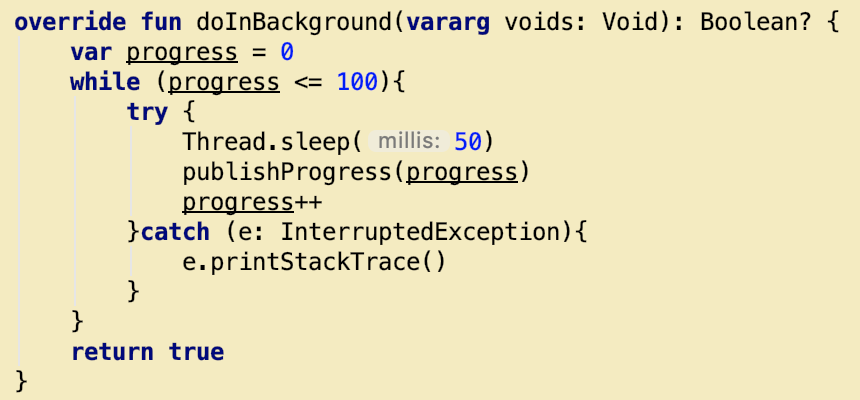 override fun doInBackground(vararg voids: Void): Boolean? {
    var progress = 0
    while (progress <= 100){
        try {
            Thread.sleep( millis: 50)
            publishProgress(progress)
            progress++
        }catch (e: InterruptedException){
            e.printStackTrace()
        }
    }
    return true
}